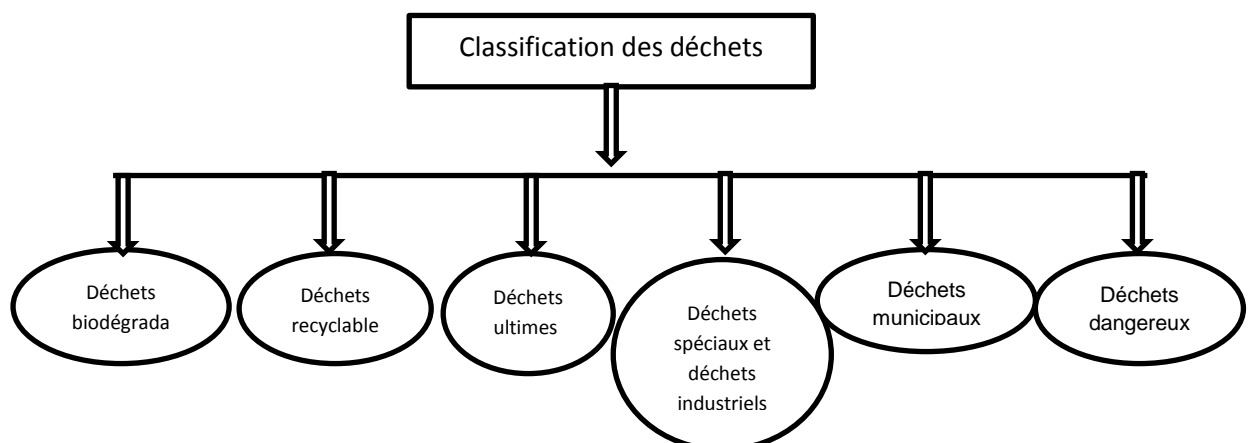 Classification des déchets
Déchets
biodégrada
Déchets
recyclable
Déchets
ultimes
Déchets
spéciaux et
déchets
industriels
Déchets
municipaux
Déchets
dangereux